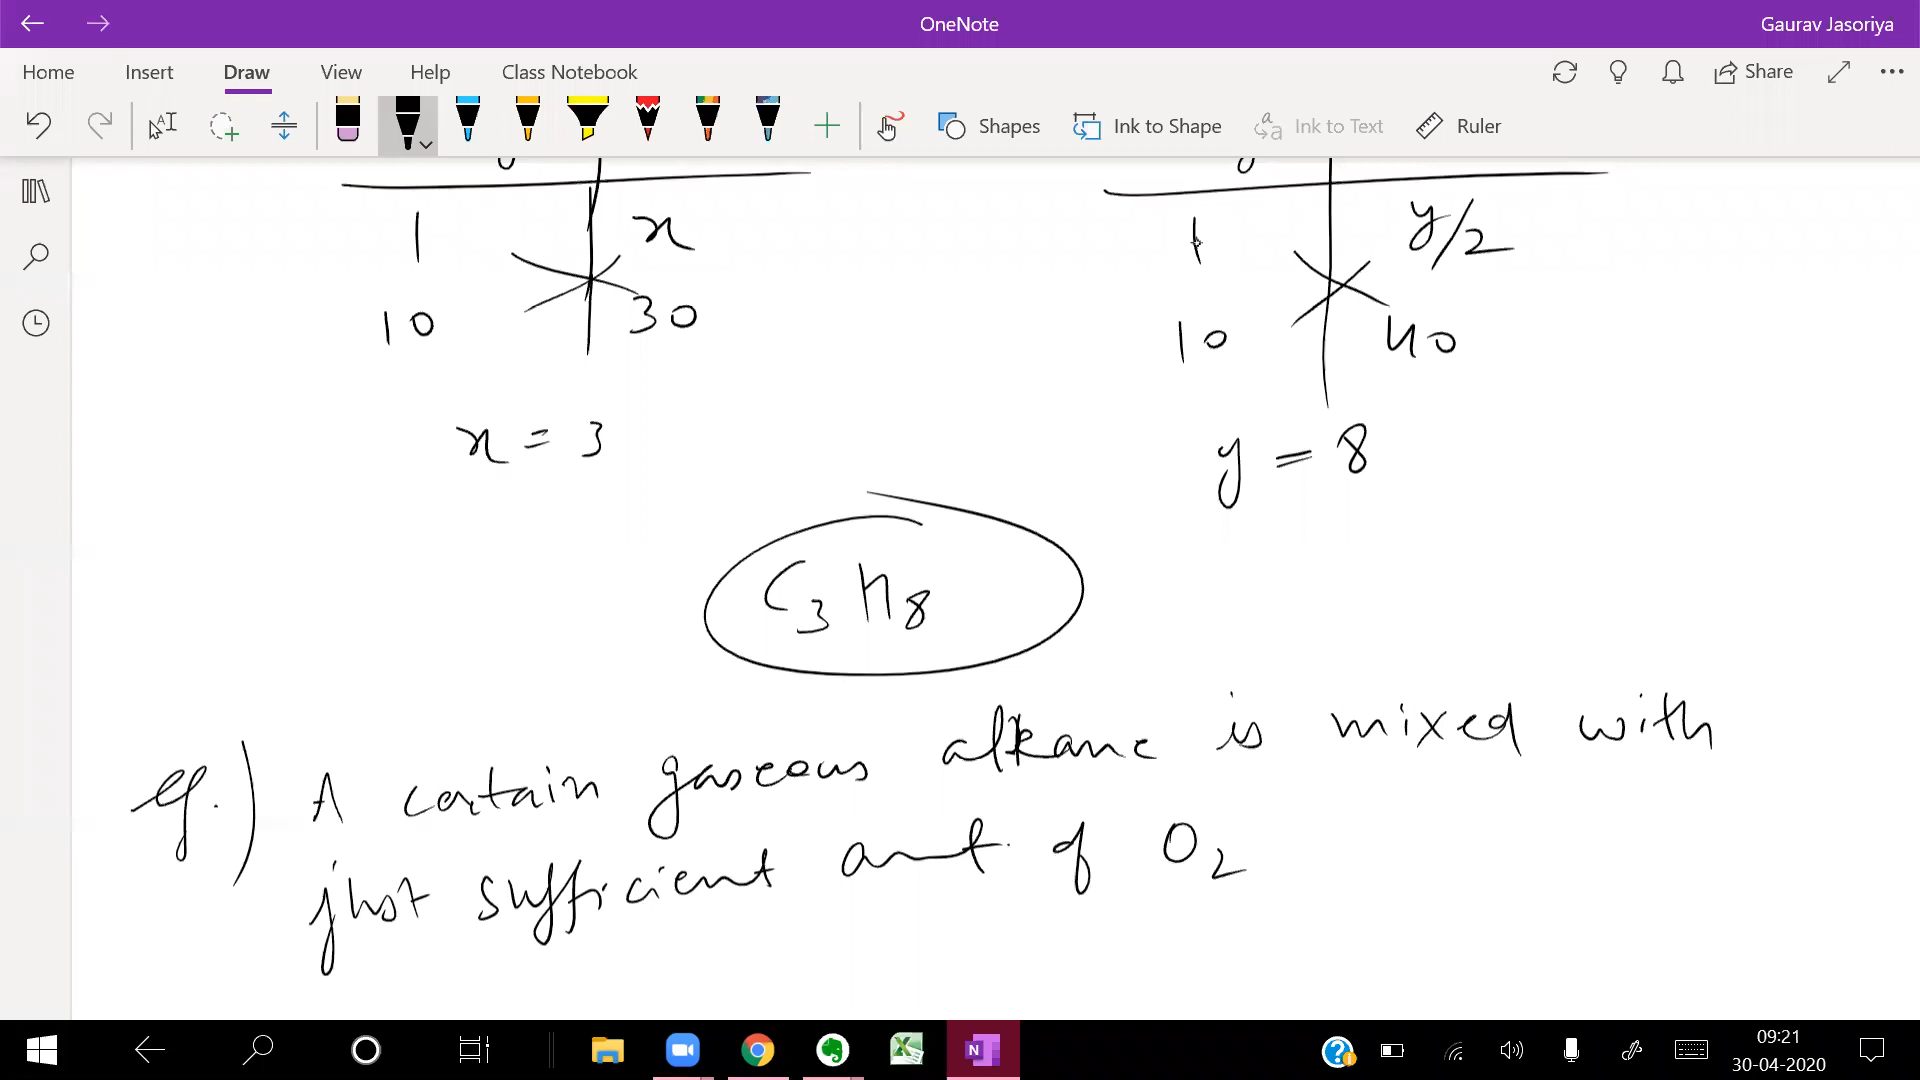 OneNote
Gaurav Jasoriya
Home Insert Draw View Help Class Notebook Share
Shapes Ink to Shape Ink to Text Ruler
1 x
10 30
x = 3
1 y/2
10 40
y = 8
C3H8
eg.) A certain gaseous alkane is mixed with
just sufficient amt. of O2
09:21
30-04-2020